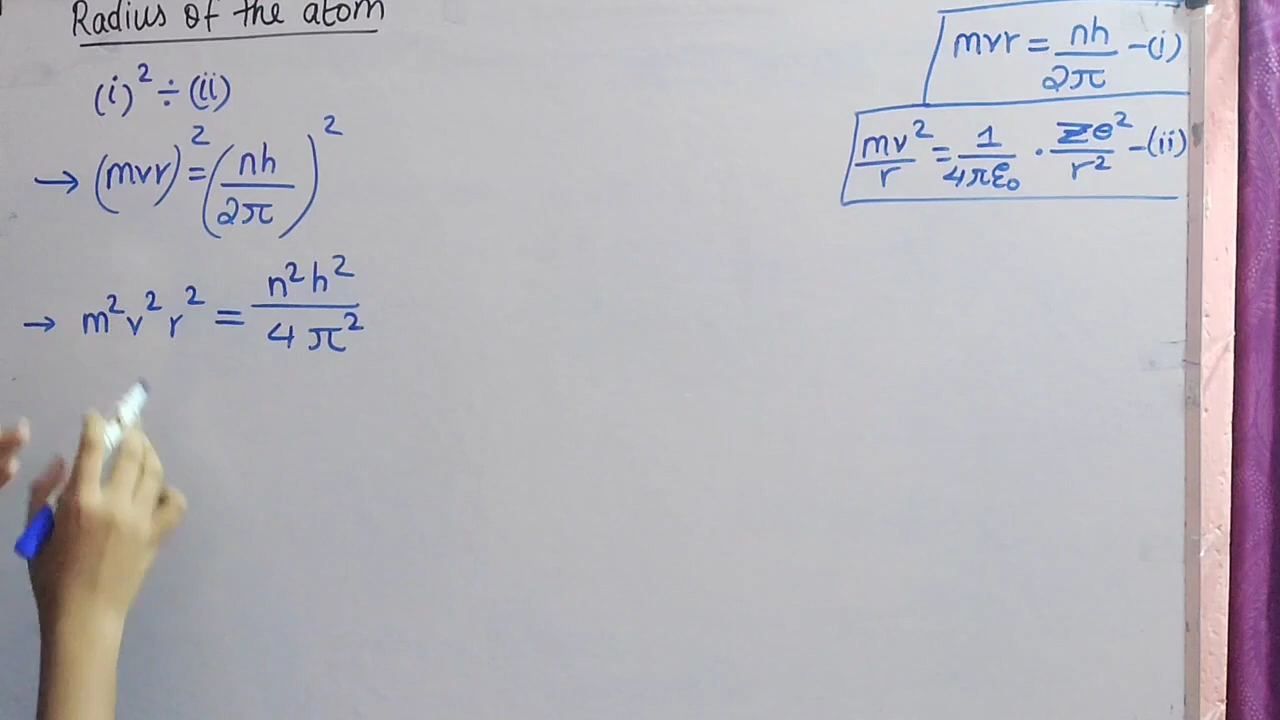 Radius of the atom
(i)² ÷ (ii)
→ (mvr)² = (nh/2π)²
→ m²v²r² = n²h²/4π²
mvr = nh/2π - (i)
mv²/r = 1/4πε₀ · Ze²/r² - (ii)